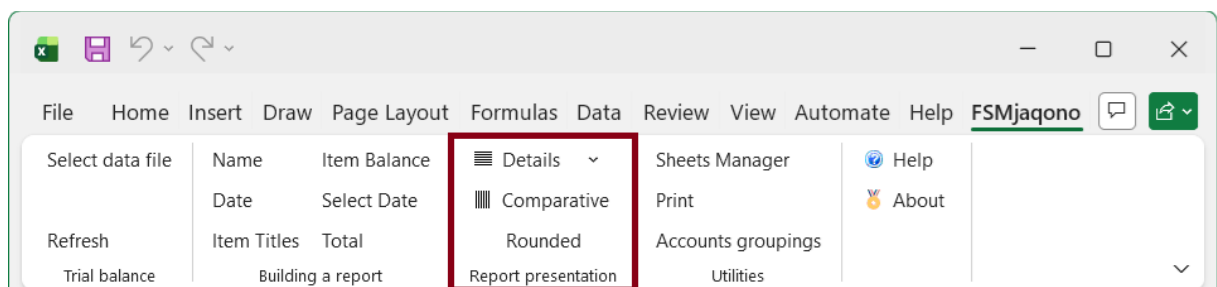 File Home Insert Draw Page Layout Formulas Data Review View Automate Help FSMjaqono
Select data file Name Item Balance Details Sheets Manager Help
Date Select Date Comparative Print About
Refresh Item Titles Total Rounded Accounts groupings
Trial balance Building a report Report presentation Utilities